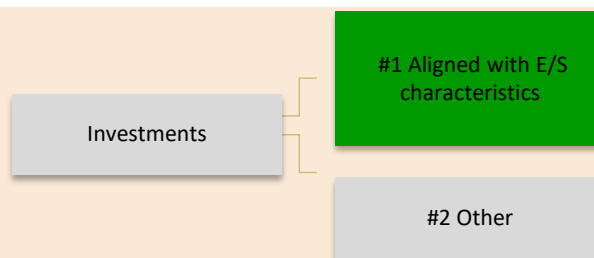 #1 Aligned with E/S
characteristics
Investments
#2 Other